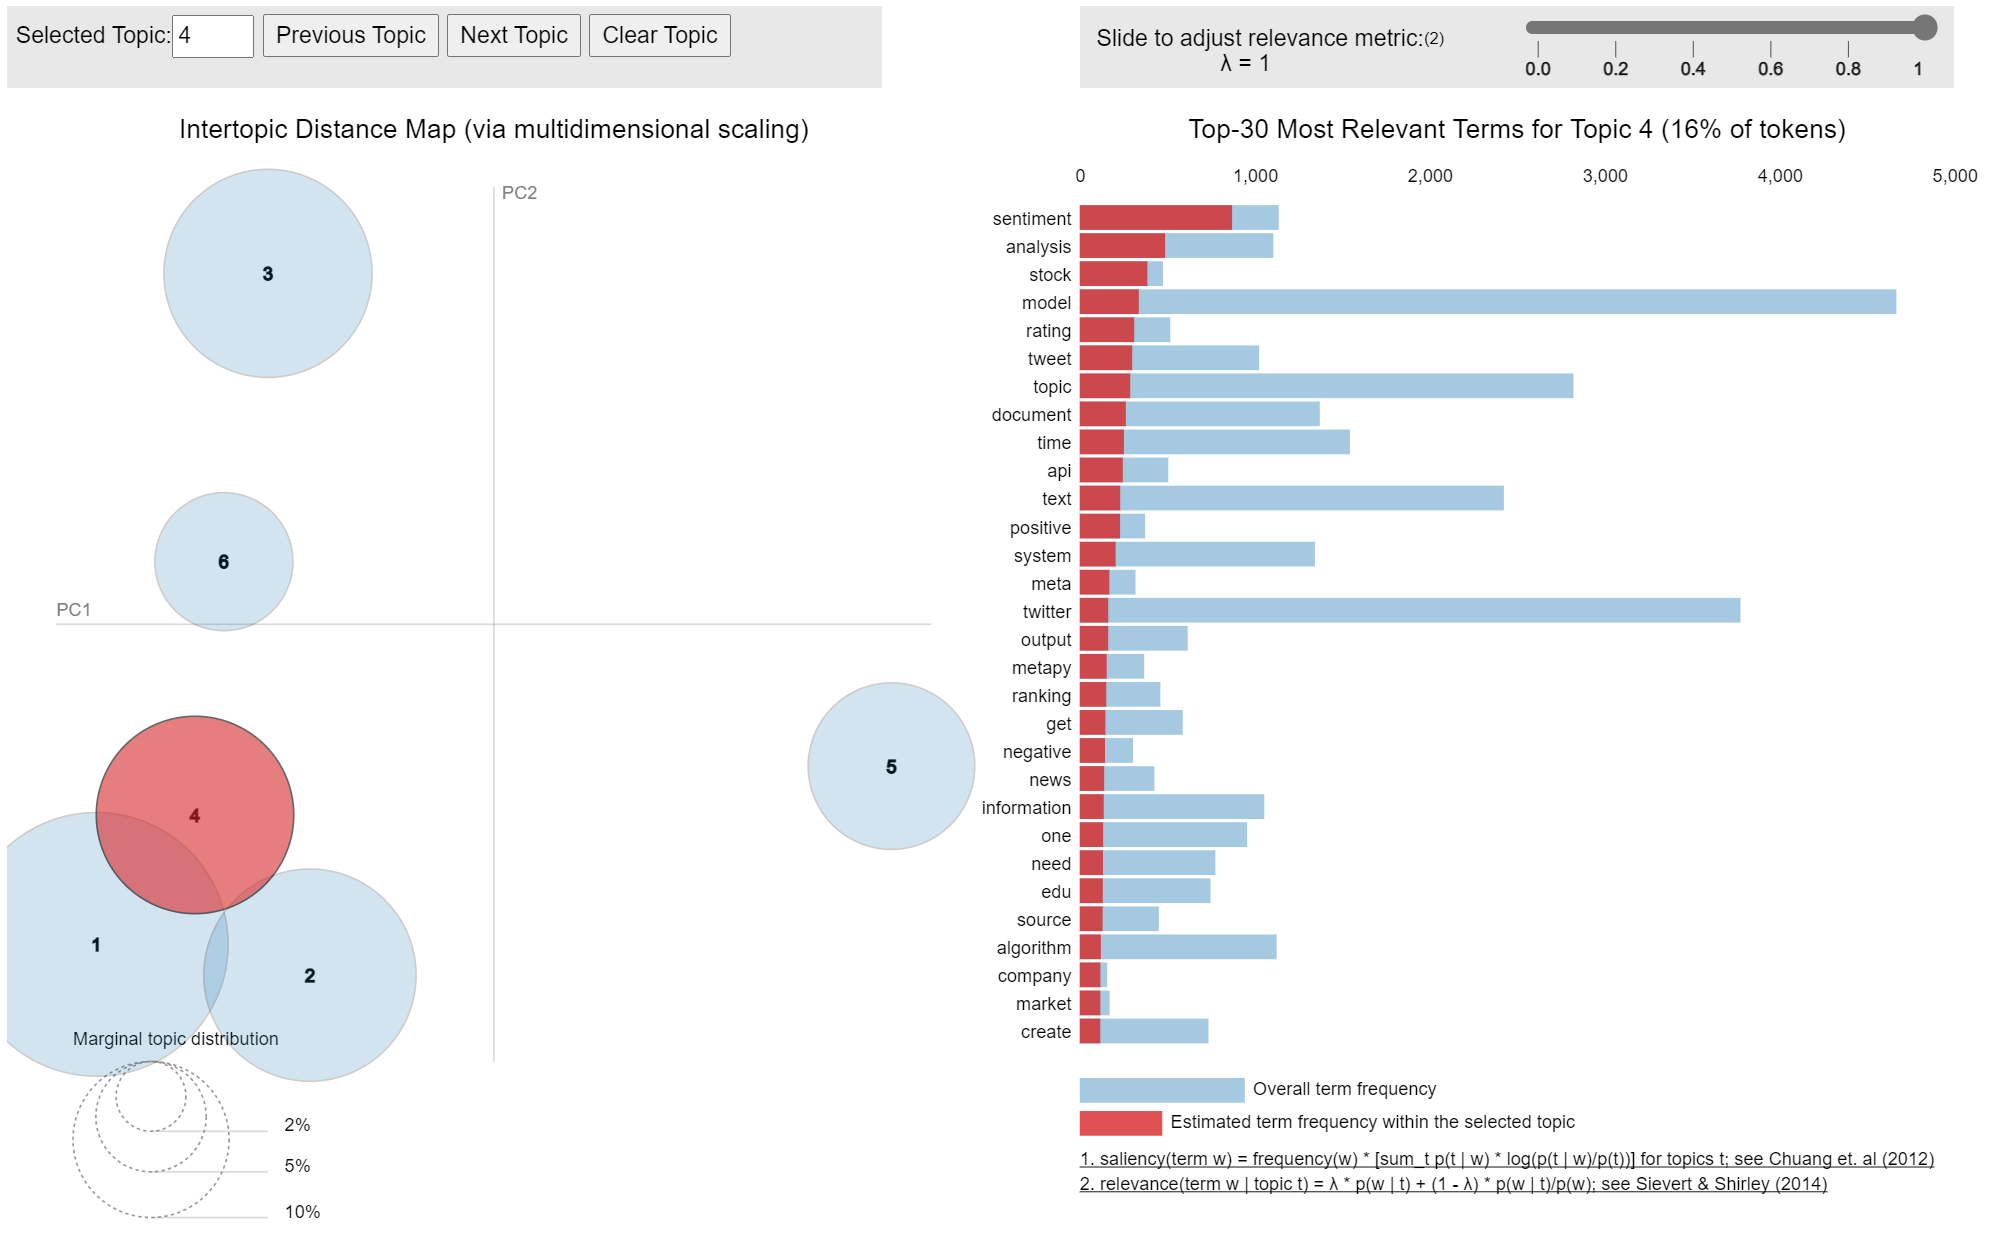 Selected Topic: 4 Previous Topic Next Topic Clear Topic
Slide to adjust relevance metric:(2)
λ = 1
0.0 0.2 0.4 0.6 0.8 1
Intertopic Distance Map (via multidimensional scaling)
PC2
PC1
3
6
4
5
1
2
Marginal topic distribution
2%
5%
10%
Top-30 Most Relevant Terms for Topic 4 (16% of tokens)
0 1,000 2,000 3,000 4,000 5,000
sentiment
analysis
stock
model
rating
tweet
topic
document
time
api
text
positive
system
meta
twitter
output
metapy
ranking
get
negative
news
information
one
need
edu
source
algorithm
company
market
create
Overall term frequency
Estimated term frequency within the selected topic
1. saliency(term w) = frequency(w) * [sum_t p(t | w) * log(p(t | w)/p(t))] for topics t; see Chuang et. al (2012)
2. relevance(term w | topic t) = λ * p(w | t) + (1 - λ) * p(w | t)/p(w); see Sievert & Shirley (2014)